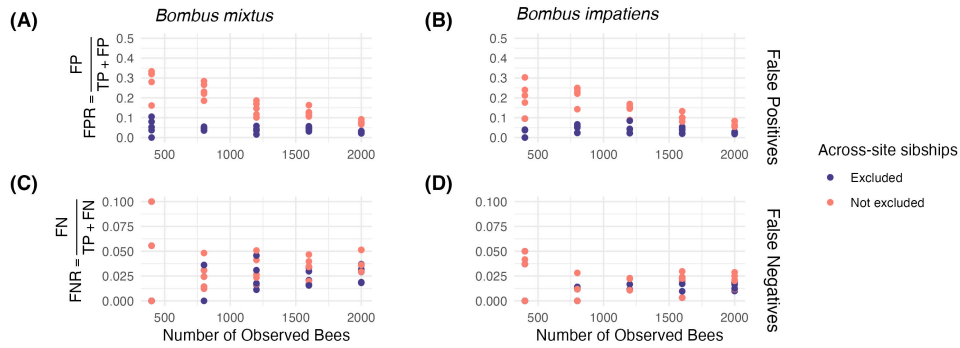 (A)
Bombus mixtus
FPR = FP / TP + FP
0.5
0.4
0.3
0.2
0.1
0.0
500 1000 1500 2000
(B)
Bombus impatiens
0.5
0.4
0.3
0.2
0.1
0.0
500 1000 1500 2000
False Positives
(C)
FNR = FN / TP + FN
0.100
0.075
0.050
0.025
0.000
500 1000 1500 2000
Number of Observed Bees
(D)
0.100
0.075
0.050
0.025
0.000
500 1000 1500 2000
Number of Observed Bees
False Negatives
Across-site sibships
Excluded
Not excluded